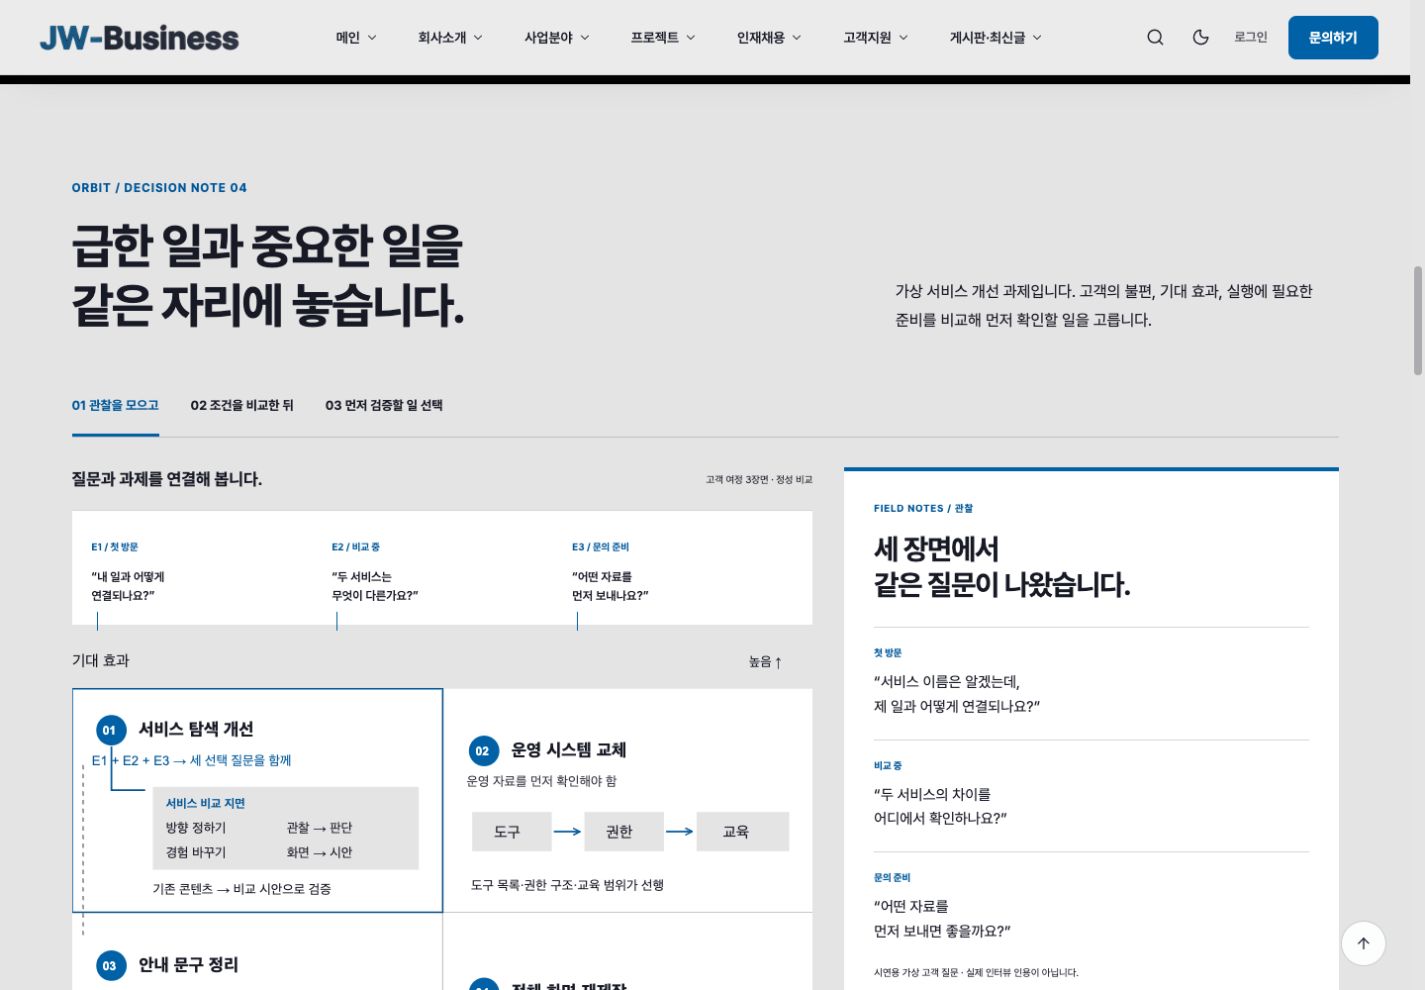 JW-Business
메인
회사소개
사업분야
프로젝트
인재채용
고객지원
게시판·최신글
로그인
문의하기
ORBIT / DECISION NOTE 04
급한 일과 중요한 일을
같은 자리에 놓습니다.
가상 서비스 개선 과제입니다. 고객의 불편, 기대 효과, 실행에 필요한
준비를 비교해 먼저 확인할 일을 고릅니다.
01 관찰을 모으고
02 조건을 비교한 뒤
03 먼저 검증할 일 선택
질문과 과제를 연결해 봅니다.
고객 여정 3장면 · 정성 비교
E1 / 첫 방문
“내 일과 어떻게
연결되나요?”
E2 / 비교 중
“두 서비스는
무엇이 다른가요?”
E3 / 문의 준비
“어떤 자료를
먼저 보내나요?”
기대 효과
높음 ↑
01 서비스 탐색 개선
E1 + E2 + E3 → 세 선택 질문을 함께
서비스 비교 지면
방향 정하기 관찰 → 판단
경험 바꾸기 화면 → 시안
기존 콘텐츠 → 비교 시안으로 검증
02 운영 시스템 교체
운영 자료를 먼저 확인해야 함
도구 → 권한 → 교육
도구 목록·권한 구조·교육 범위가 선행
03 안내 문구 정리
FIELD NOTES / 관찰
세 장면에서
같은 질문이 나왔습니다.
첫 방문
“서비스 이름은 알겠는데,
제 일과 어떻게 연결되나요?”
비교 중
“두 서비스의 차이를
어디에서 확인하나요?”
문의 준비
“어떤 자료를
먼저 보내면 좋을까요?”
시연용 가상 고객 질문 · 실제 인터뷰 인용이 아닙니다.